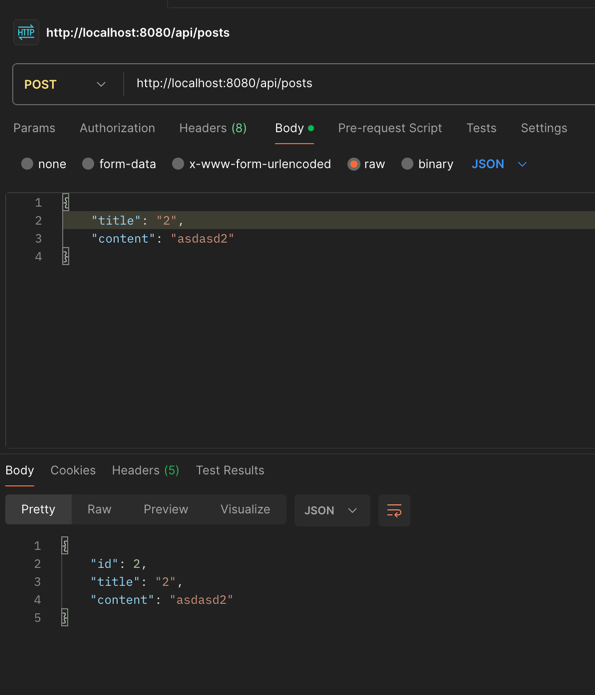 HTTP http://localhost:8080/api/posts
POST http://localhost:8080/api/posts
Params Authorization Headers (8) Body Pre-request Script Tests Settings
none form-data x-www-form-urlencoded raw binary JSON
1 {
2 "title": "2",
3 "content": "asdasd2"
4 }
Body Cookies Headers (5) Test Results
Pretty Raw Preview Visualize JSON
1 {
2 "id": 2,
3 "title": "2",
4 "content": "asdasd2"
5 }